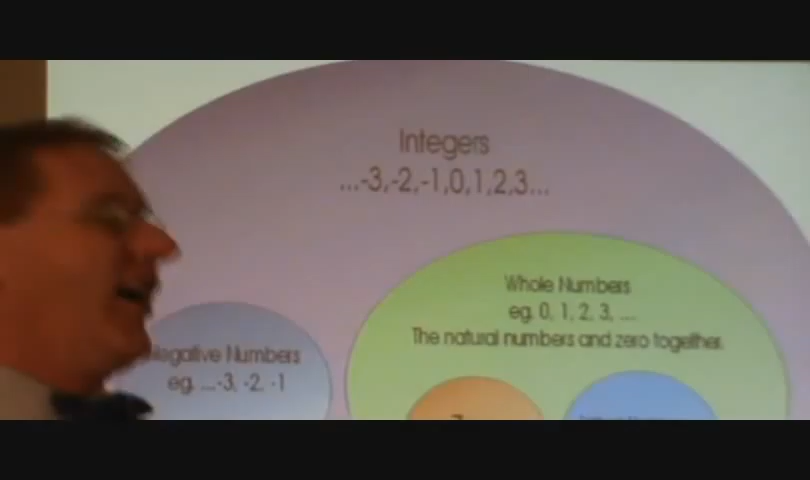 Integers
...-3,-2,-1,0,1,2,3...
Whole Numbers
eg. 0, 1, 2, 3, ....
The natural numbers and zero together.
Negative Numbers
eg. ...-3, -2, -1